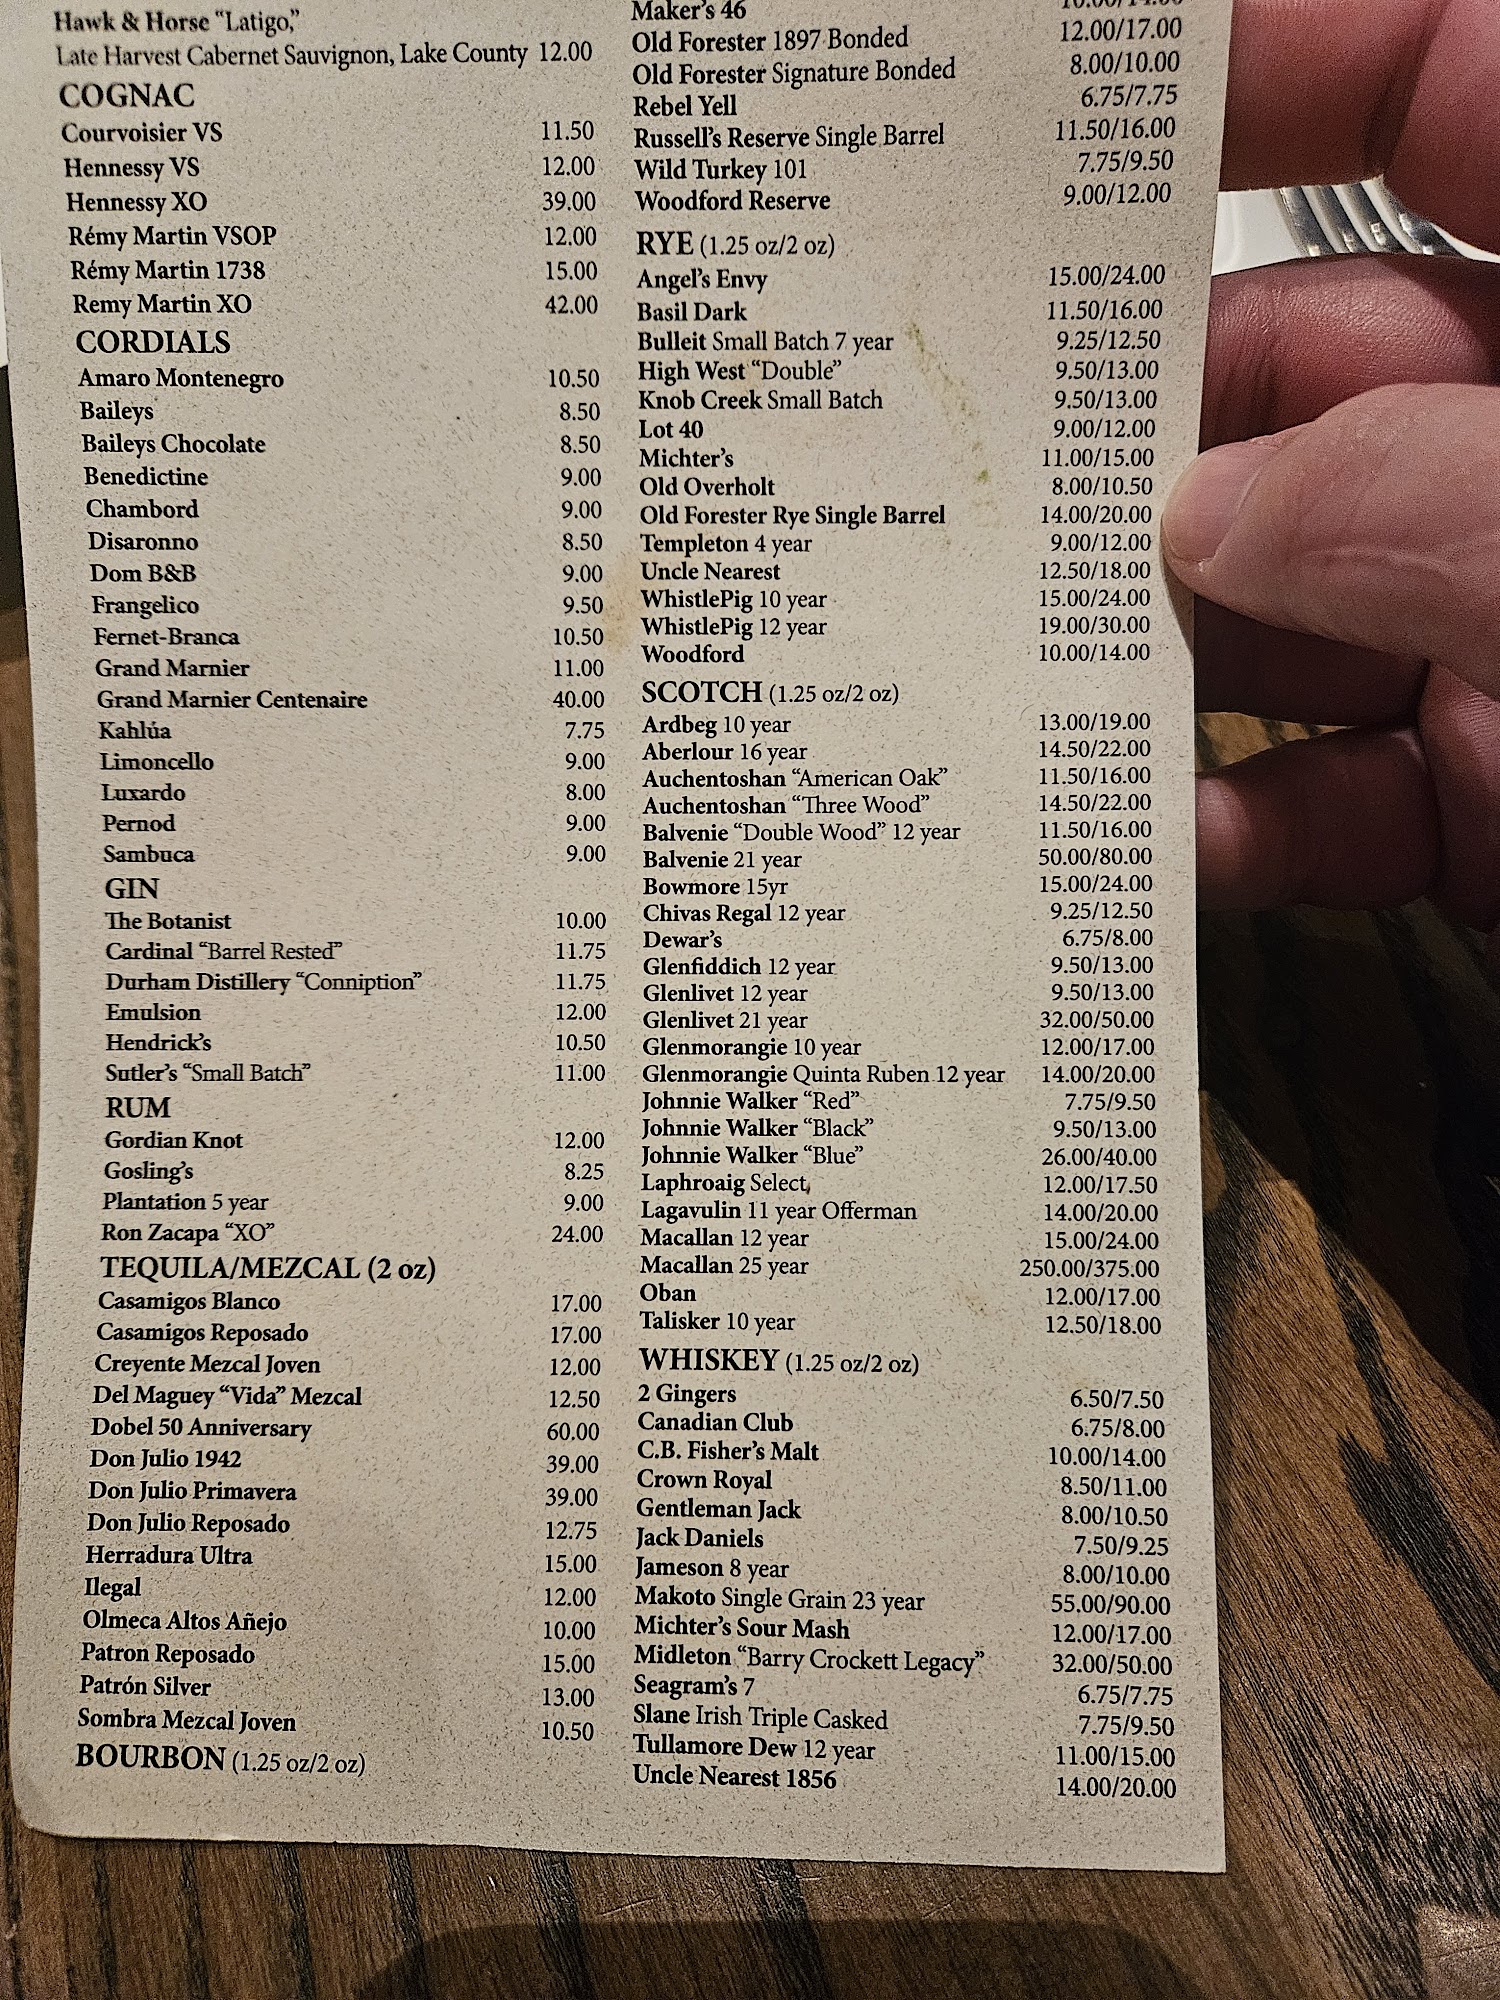 Hawk & Horse “Latigo,”
Late Harvest Cabernet Sauvignon, Lake County 12.00
COGNAC
Courvoisier VS 11.50
Hennessy VS 12.00
Hennessy XO 39.00
Rémy Martin VSOP 12.00
Rémy Martin 1738 15.00
Remy Martin XO 42.00
CORDIALS
Amaro Montenegro 10.50
Baileys 8.50
Baileys Chocolate 8.50
Benedictine 9.00
Chambord 9.00
Disaronno 8.50
Dom B&B 9.00
Frangelico 9.50
Fernet-Branca 10.50
Grand Marnier 11.00
Grand Marnier Centenaire 40.00
Kahlúa 7.75
Limoncello 9.00
Luxardo 8.00
Pernod 9.00
Sambuca 9.00
GIN
The Botanist 10.00
Cardinal “Barrel Rested” 11.75
Durham Distillery “Conniption” 11.75
Emulsion 12.00
Hendrick’s 10.50
Sutler’s “Small Batch” 11.00
RUM
Gordian Knot 12.00
Gosling’s 8.25
Plantation 5 year 9.00
Ron Zacapa “XO” 24.00
TEQUILA/MEZCAL (2 oz)
Casamigos Blanco 17.00
Casamigos Reposado 17.00
Creyente Mezcal Joven 12.00
Del Maguey “Vida” Mezcal 12.50
Dobel 50 Anniversary 60.00
Don Julio 1942 39.00
Don Julio Primavera 39.00
Don Julio Reposado 12.75
Herradura Ultra 15.00
Ilegal 12.00
Olmeca Altos Añejo 10.00
Patron Reposado 15.00
Patrón Silver 13.00
Sombra Mezcal Joven 10.50
BOURBON (1.25 oz/2 oz)
Maker’s 46 10.00/14.00
Old Forester 1897 Bonded 12.00/17.00
Old Forester Signature Bonded 8.00/10.00
Rebel Yell 6.75/7.75
Russell’s Reserve Single Barrel 11.50/16.00
Wild Turkey 101 7.75/9.50
Woodford Reserve 9.00/12.00
RYE (1.25 oz/2 oz)
Angel’s Envy 15.00/24.00
Basil Dark 11.50/16.00
Bulleit Small Batch 7 year 9.25/12.50
High West “Double” 9.50/13.00
Knob Creek Small Batch 9.50/13.00
Lot 40 9.00/12.00
Michter’s 11.00/15.00
Old Overholt 8.00/10.50
Old Forester Rye Single Barrel 14.00/20.00
Templeton 4 year 9.00/12.00
Uncle Nearest 12.50/18.00
WhistlePig 10 year 15.00/24.00
WhistlePig 12 year 19.00/30.00
Woodford 10.00/14.00
SCOTCH (1.25 oz/2 oz)
Ardbeg 10 year 13.00/19.00
Aberlour 16 year 14.50/22.00
Auchentoshan “American Oak” 11.50/16.00
Auchentoshan “Three Wood” 14.50/22.00
Balvenie “Double Wood” 12 year 11.50/16.00
Balvenie 21 year 50.00/80.00
Bowmore 15yr 15.00/24.00
Chivas Regal 12 year 9.25/12.50
Dewar’s 6.75/8.00
Glenfiddich 12 year 9.50/13.00
Glenlivet 12 year 9.50/13.00
Glenlivet 21 year 32.00/50.00
Glenmorangie 10 year 12.00/17.00
Glenmorangie Quinta Ruben 12 year 14.00/20.00
Johnnie Walker “Red” 7.75/9.50
Johnnie Walker “Black” 9.50/13.00
Johnnie Walker “Blue” 26.00/40.00
Laphroaig Select, 12.00/17.50
Lagavulin 11 year Offerman 14.00/20.00
Macallan 12 year 15.00/24.00
Macallan 25 year 250.00/375.00
Oban 12.00/17.00
Talisker 10 year 12.50/18.00
WHISKEY (1.25 oz/2 oz)
2 Gingers 6.50/7.50
Canadian Club 6.75/8.00
C.B. Fisher’s Malt 10.00/14.00
Crown Royal 8.50/11.00
Gentleman Jack 8.00/10.50
Jack Daniels 7.50/9.25
Jameson 8 year 8.00/10.00
Makoto Single Grain 23 year 55.00/90.00
Michter’s Sour Mash 12.00/17.00
Midleton “Barry Crockett Legacy” 32.00/50.00
Seagram’s 7 6.75/7.75
Slane Irish Triple Casked 7.75/9.50
Tullamore Dew 12 year 11.00/15.00
Uncle Nearest 1856 14.00/20.00